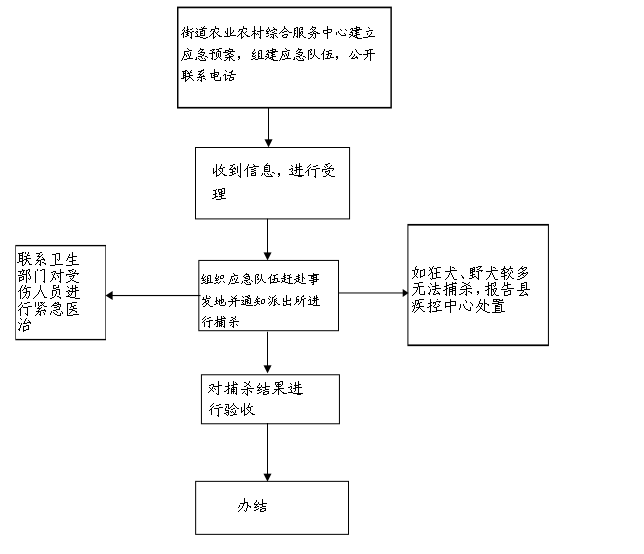 街道农业农村综合服务中心建立
应急预案，组建应急队伍，公开
联系电话
收到信息，进行受
理
联系卫生
部门对受
伤人员进
行紧急医
治
组织应急队伍赶赴事
发地并通知派出所进
行捕杀
如狂犬、野犬较多
无法捕杀，报告县
疾控中心处置
对捕杀结果进
行验收
办结